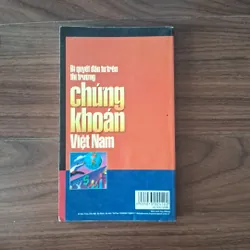 Bí quyết đầu tư trên
thị trường
chứng
khoán
Việt Nam